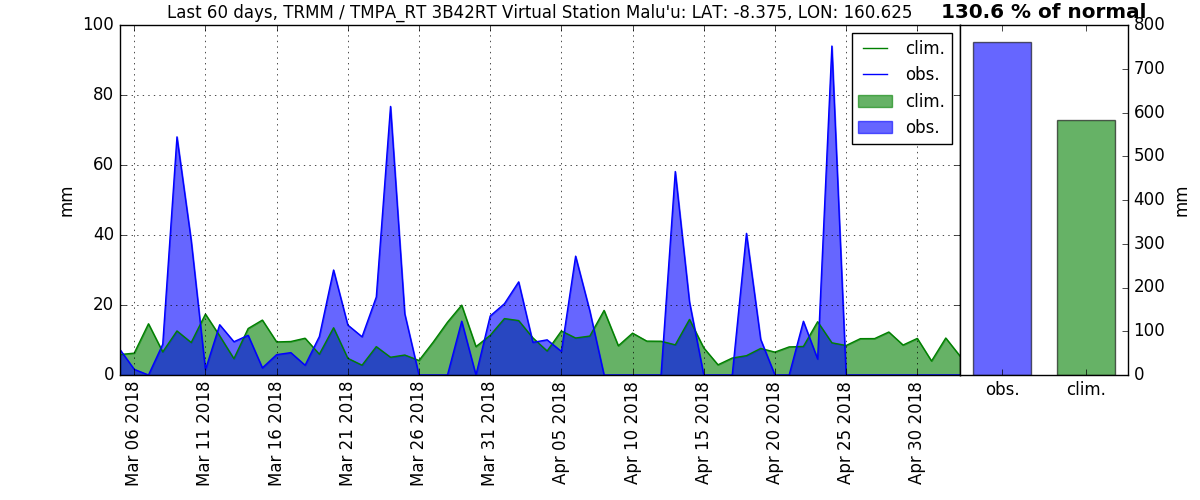 Last 60 days, TRMM / TMPA_RT 3B42RT Virtual Station Malu'u: LAT: -8.375, LON: 160.625
130.6 % of normal
mm
100
80
60
40
20
0
Mar 06 2018
Mar 11 2018
Mar 16 2018
Mar 21 2018
Mar 26 2018
Mar 31 2018
Apr 05 2018
Apr 10 2018
Apr 15 2018
Apr 20 2018
Apr 25 2018
Apr 30 2018
clim.
obs.
clim.
obs.
800
700
600
500
400
300
200
100
0
mm
obs.
clim.